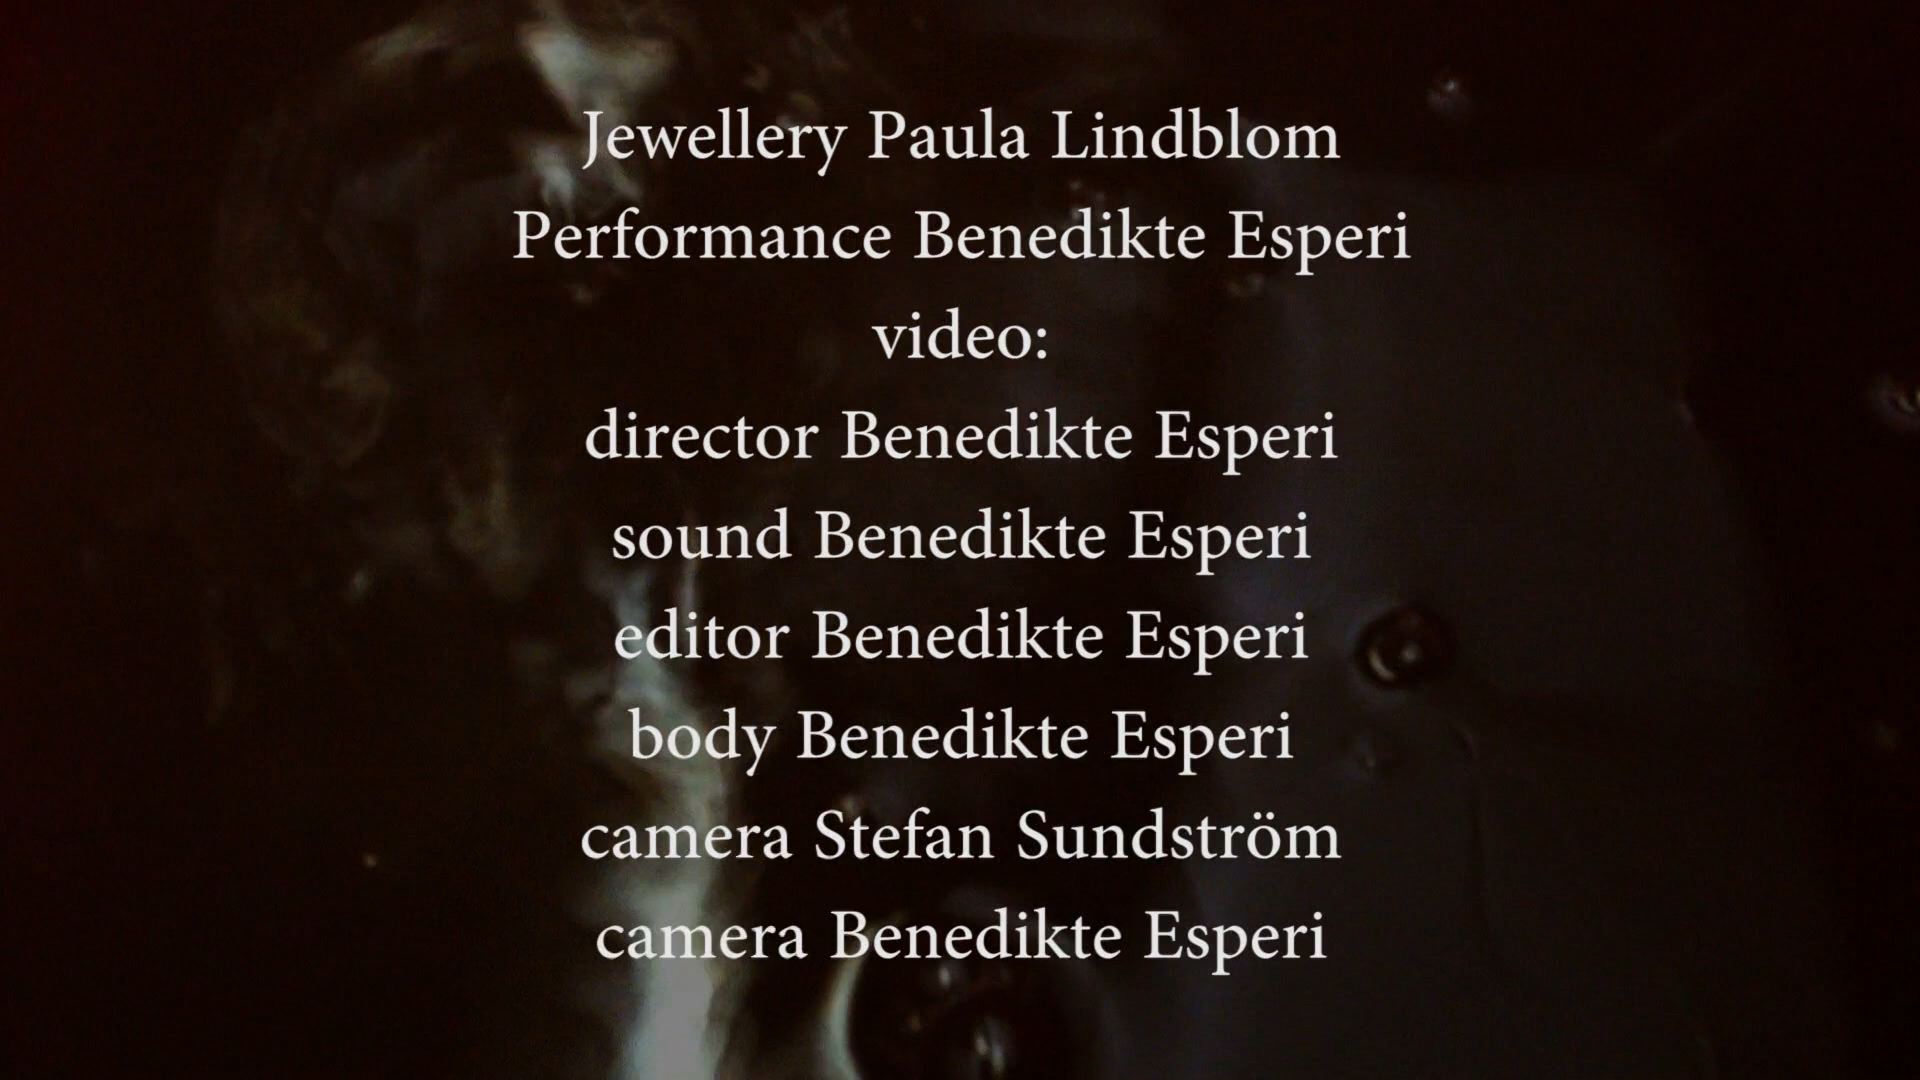 Jewellery Paula Lindblom
Performance Benedikte Esperi
video:
director Benedikte Esperi
sound Benedikte Esperi
editor Benedikte Esperi
body Benedikte Esperi
camera Stefan Sundström
camera Benedikte Esperi